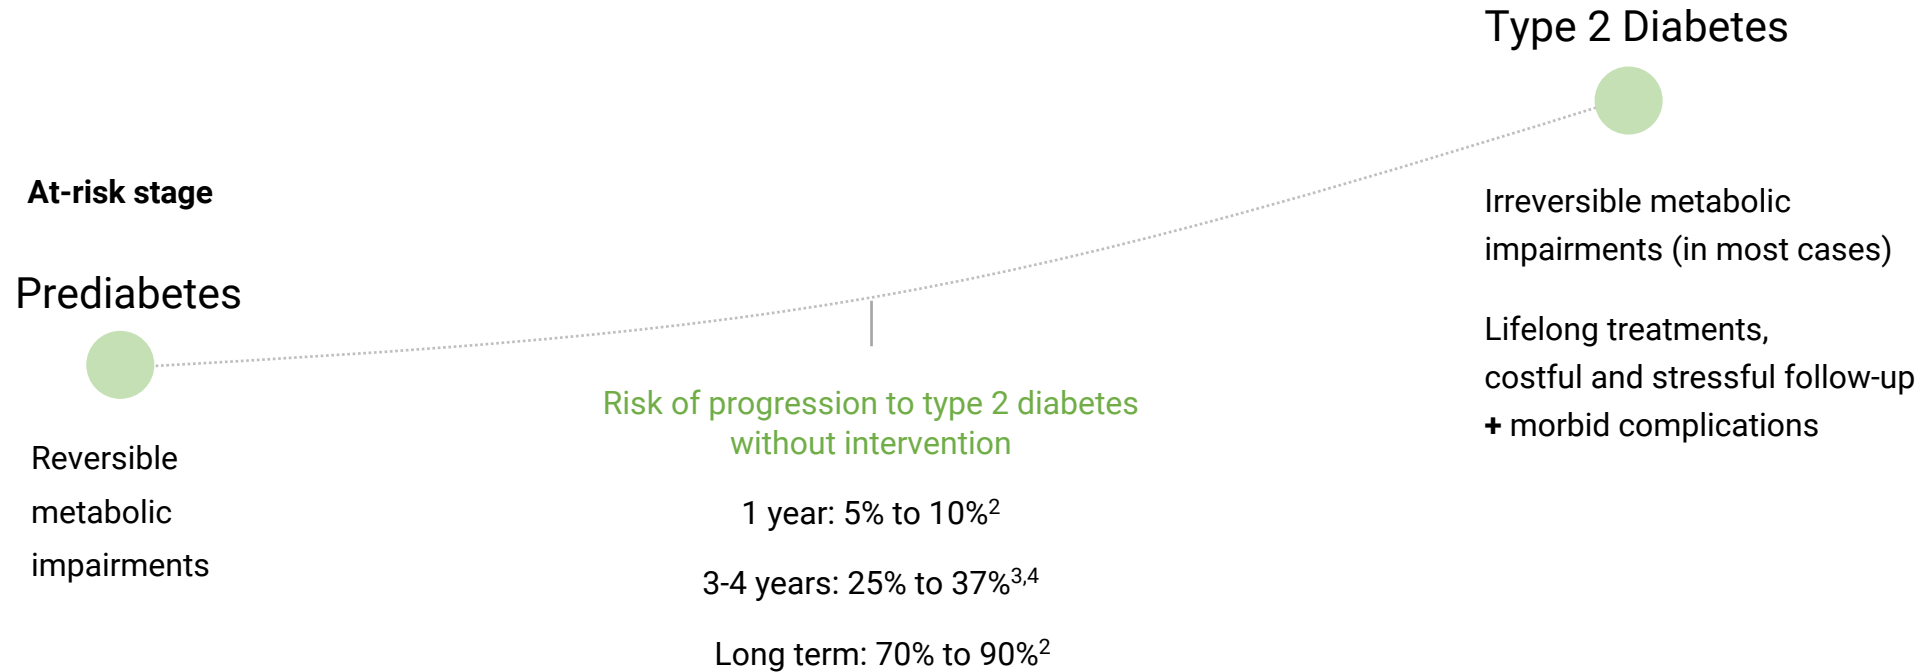 At-risk stage
Prediabetes
Reversible
metabolic
impairments
Risk of progression to type 2 diabetes
without intervention
1 year: 5% to 10%²
3-4 years: 25% to 37%³,⁴
Long term: 70% to 90%²
Type 2 Diabetes
Irreversible metabolic
impairments (in most cases)
Lifelong treatments,
costful and stressful follow-up
+ morbid complications